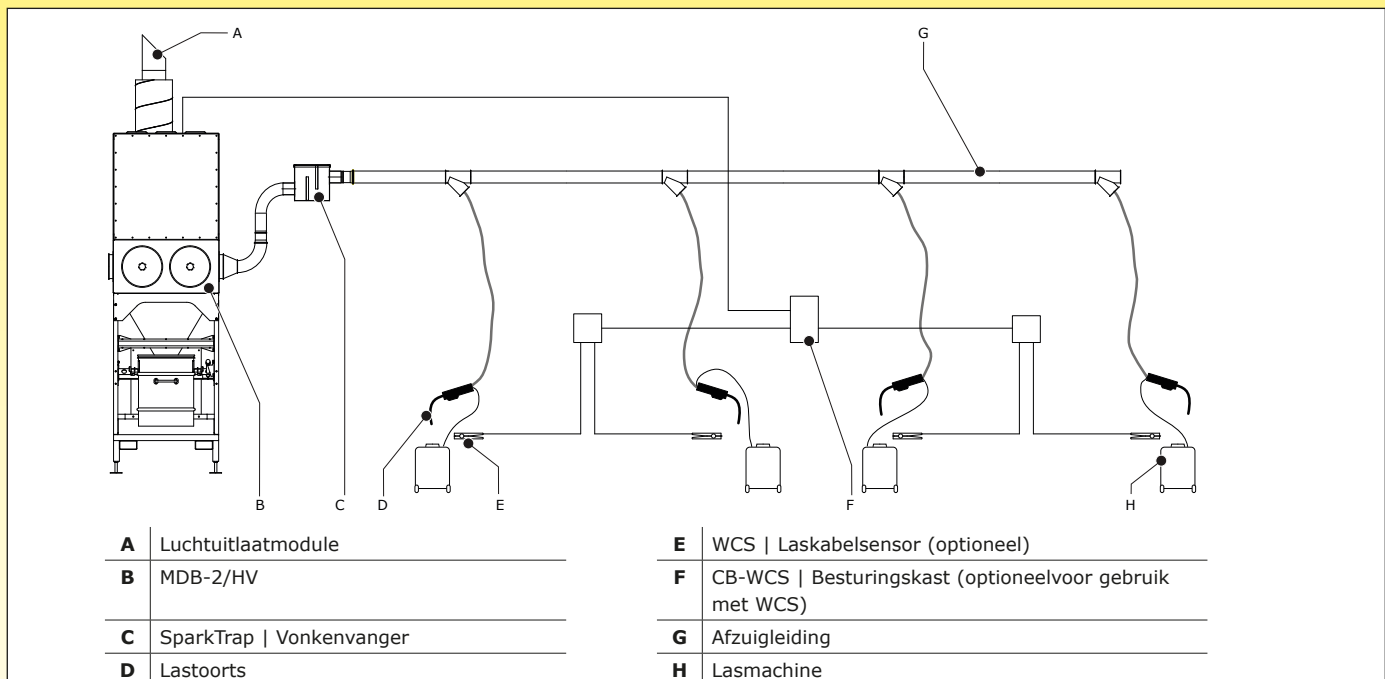 A
G
B
C
D
E
F
H
A Luchtuitlaatmodule
B MDB-2/HV
C SparkTrap | Vonkenvanger
D Lastoorts
E WCS | Laskabelsensor (optioneel)
F CB-WCS | Besturingskast (optioneelvoor gebruik
met WCS)
G Afzuigleiding
H Lasmachine